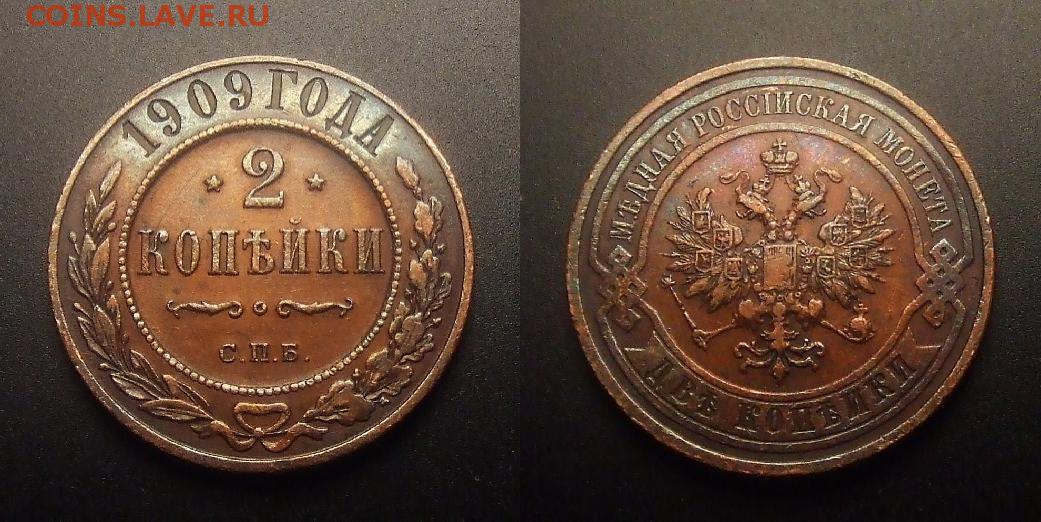 COINS.LAVE.RU
1909 ГОДА
2
КОПѢЙКИ
С.П.Б.
МѢДНАЯ РОССІЙСКАЯ МОНЕТА
ДВѢ КОПѢЙКИ